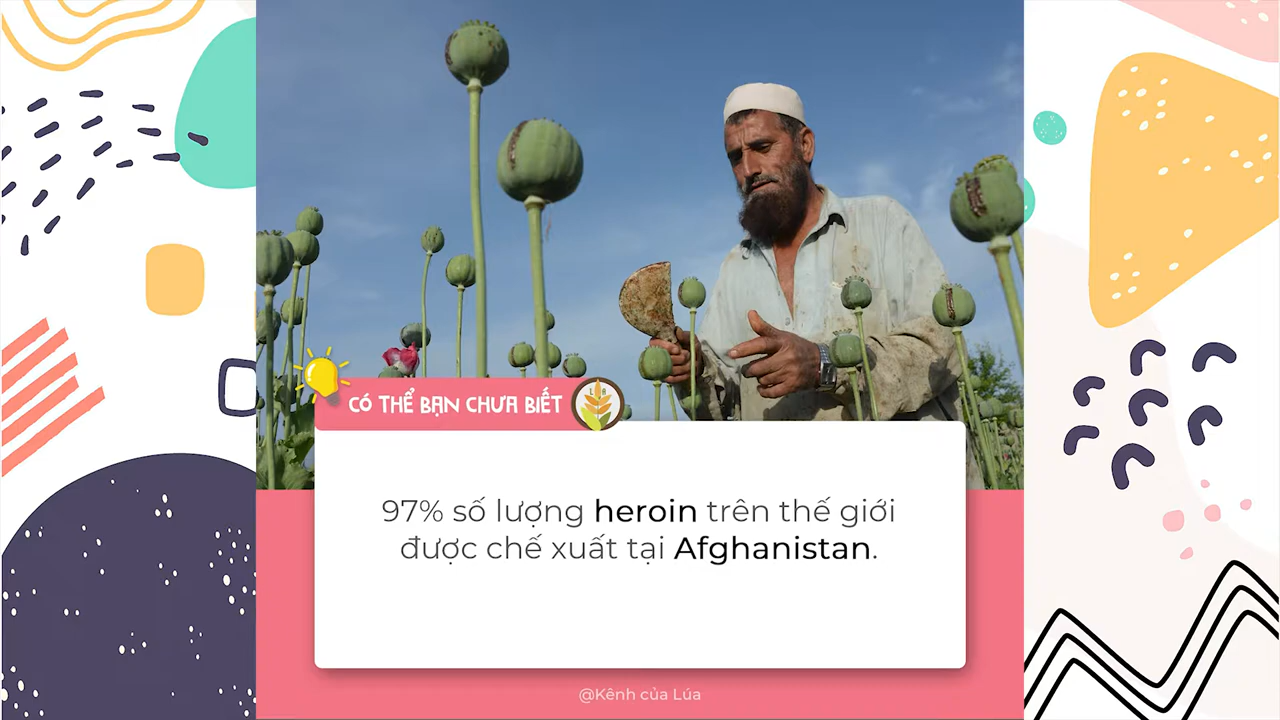 CÓ THỂ BẠN CHƯA BIẾT
97% số lượng heroin trên thế giới
được chế xuất tại Afghanistan.
@Kênh của Lúa